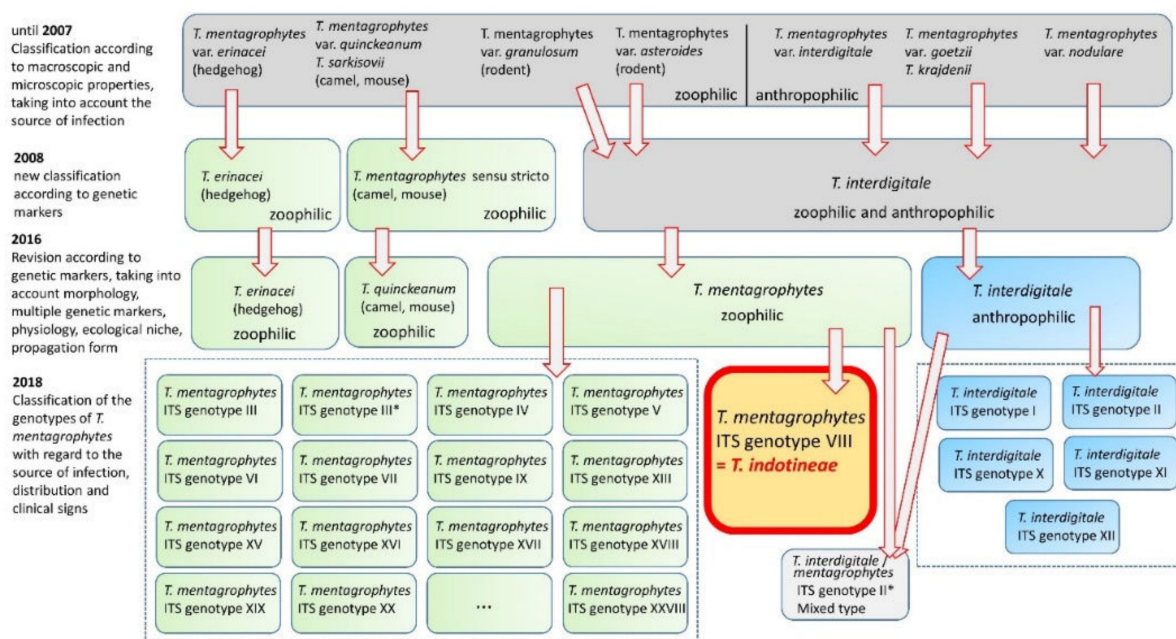 until 2007
Classification according
to macroscopic and
microscopic properties,
taking into account the
source of infection
T. mentagrophytes
var. erinacei
(hedgehog)
T. mentagrophytes
var. quinckeanum
T. sarkisovii
(camel, mouse)
T. mentagrophytes
var. granulosum
(rodent)
T. mentagrophytes
var. asteroides
(rodent)
zoophilic
anthropophilic
T. mentagrophytes
var. interdigitale
T. mentagrophytes
var. goetzii
T. krajdenii
T. mentagrophytes
var. nodulare
2008
new classification
according to genetic
markers
T. erinacei
(hedgehog)
zoophilic
T. mentagrophytes sensu stricto
(camel, mouse)
zoophilic
T. interdigitale
zoophilic and anthropophilic
2016
Revision according to
genetic markers, taking into
account morphology,
multiple genetic markers,
physiology, ecological niche,
propagation form
T. erinacei
(hedgehog)
zoophilic
T. quinckeanum
(camel, mouse)
zoophilic
T. mentagrophytes
zoophilic
T. interdigitale
anthropophilic
2018
Classification of the
genotypes of T.
mentagrophytes
with regard to the
source of infection,
distribution and
clinical signs
T. mentagrophytes
ITS genotype III
T. mentagrophytes
ITS genotype III*
T. mentagrophytes
ITS genotype IV
T. mentagrophytes
ITS genotype V
T. mentagrophytes
ITS genotype VI
T. mentagrophytes
ITS genotype VII
T. mentagrophytes
ITS genotype IX
T. mentagrophytes
ITS genotype XIII
T. mentagrophytes
ITS genotype XV
T. mentagrophytes
ITS genotype XVI
T. mentagrophytes
ITS genotype XVII
T. mentagrophytes
ITS genotype XVIII
T. mentagrophytes
ITS genotype XIX
T. mentagrophytes
ITS genotype XX
...
T. mentagrophytes
ITS genotype XXVIII
T. mentagrophytes
ITS genotype VIII
= T. indotineae
T. interdigitale /
mentagrophytes
ITS genotype II*
Mixed type
T. interdigitale
ITS genotype I
T. interdigitale
ITS genotype II
T. interdigitale
ITS genotype X
T. interdigitale
ITS genotype XI
T. interdigitale
ITS genotype XII